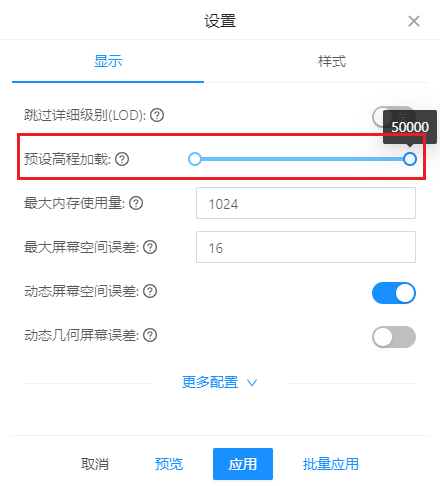 设置
显示 样式
跳过详细级别(LOD):
50000
预设高程加载:
最大内存使用量: 1024
最大屏幕空间误差: 16
动态屏幕空间误差:
动态几何屏幕误差:
更多配置
取消 预览 应用 批量应用